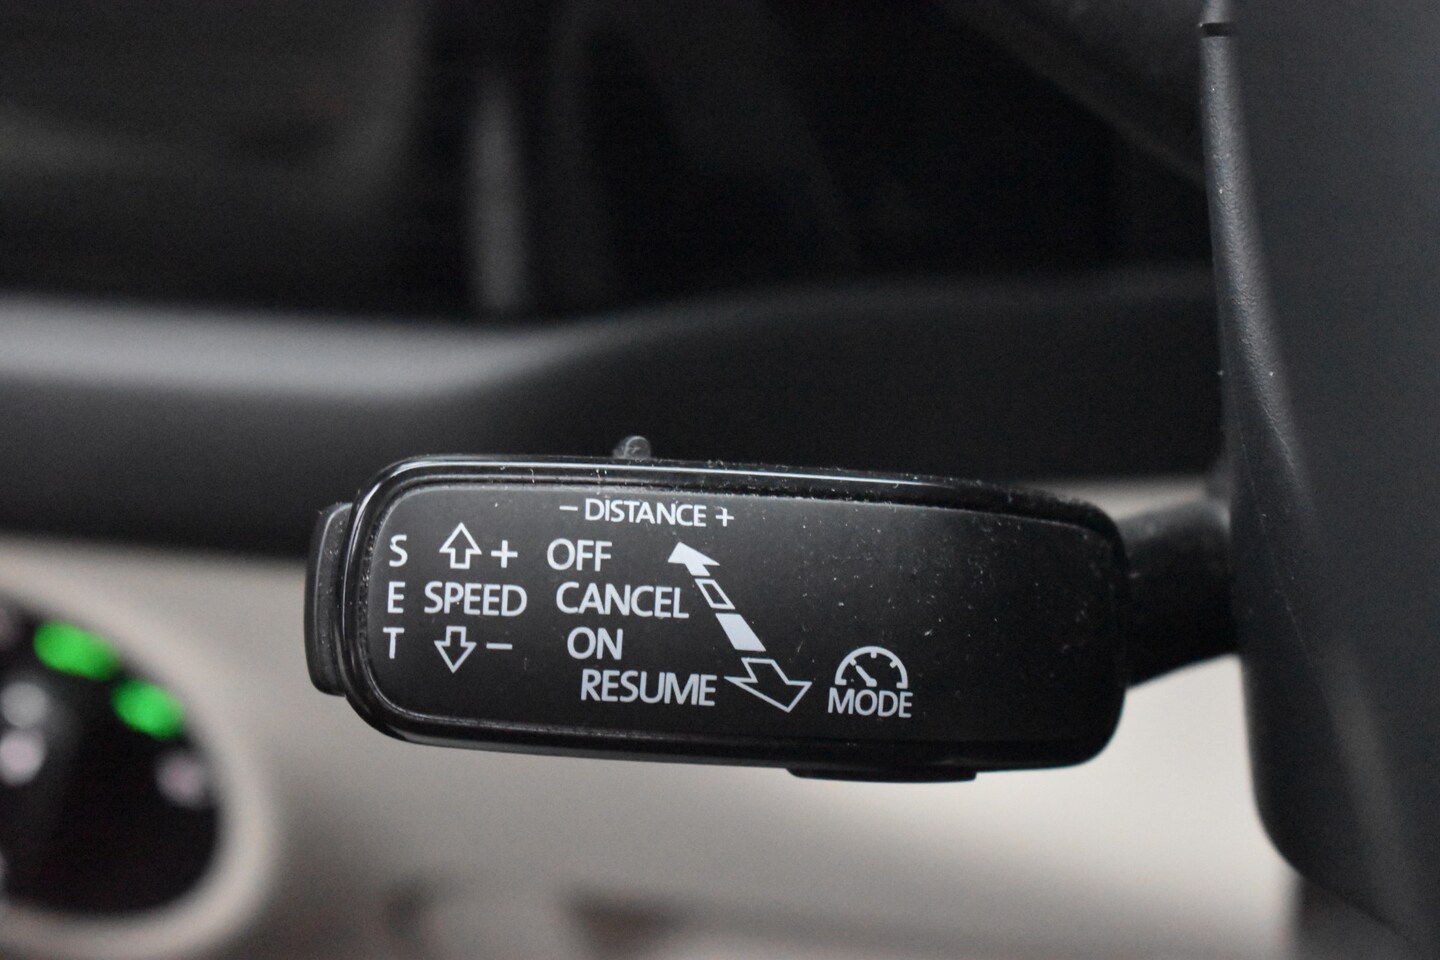 − DISTANCE +
S + OFF
E SPEED CANCEL
T − ON
RESUME
MODE